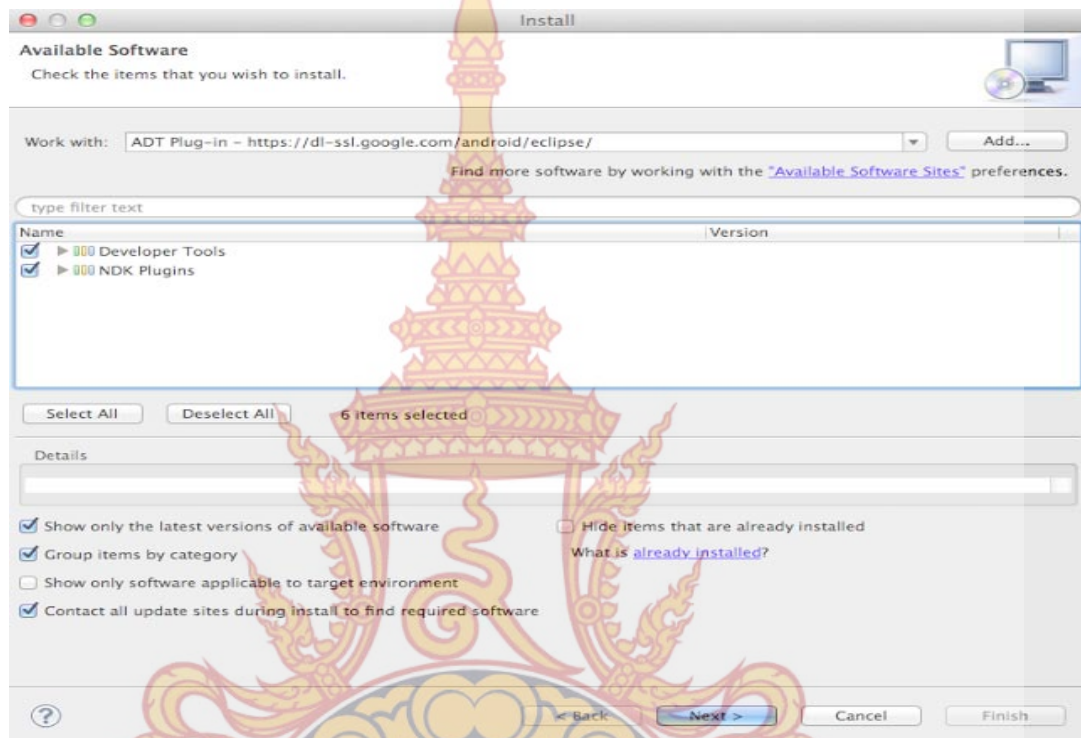 Install
Available Software
Check the items that you wish to install.
Work with: ADT Plug-in – https://dl-ssl.google.com/android/eclipse/ Add...
Find more software by working with the "Available Software Sites" preferences.
type filter text
Name Version
Developer Tools
NDK Plugins
Select All Deselect All 6 items selected
Details
Show only the latest versions of available software Hide items that are already installed
Group items by category What is already installed?
Show only software applicable to target environment
Contact all update sites during install to find required software
? < Back Next > Cancel Finish